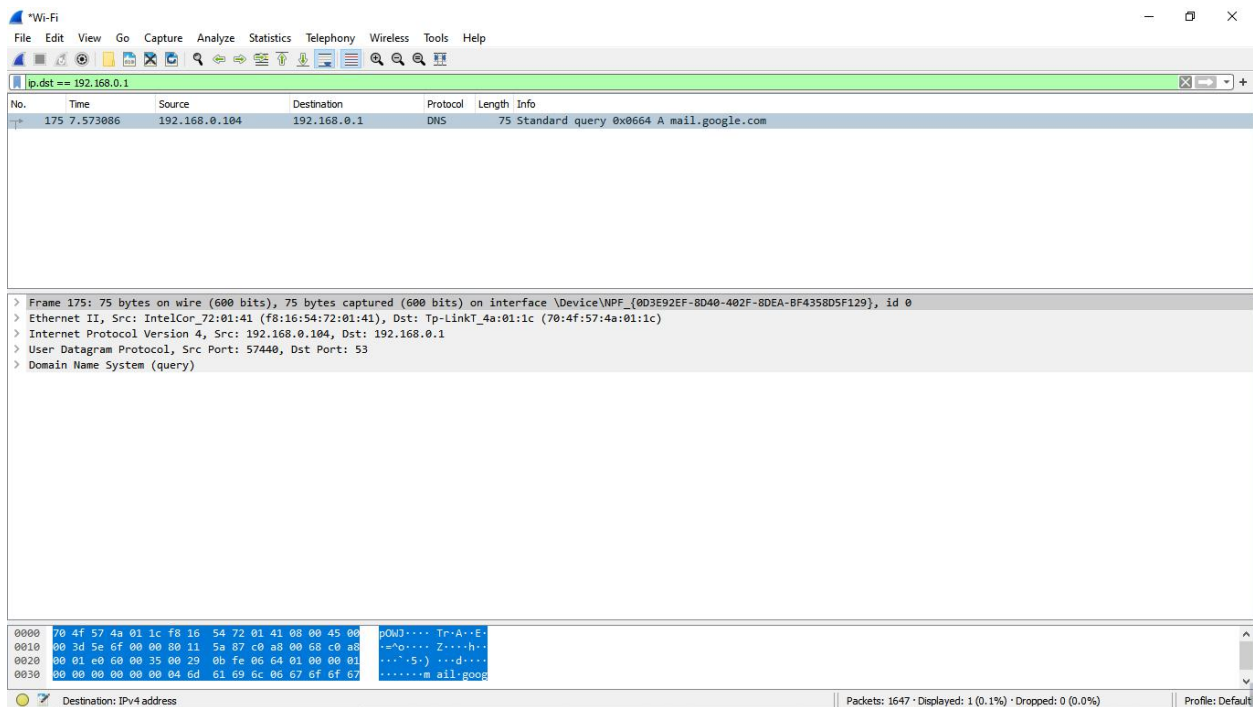 *Wi-Fi
File Edit View Go Capture Analyze Statistics Telephony Wireless Tools Help
ip.dst == 192.168.0.1
No. Time Source Destination Protocol Length Info
175 7.573086 192.168.0.104 192.168.0.1 DNS 75 Standard query 0x0664 A mail.google.com
> Frame 175: 75 bytes on wire (600 bits), 75 bytes captured (600 bits) on interface \Device\NPF_{0D3E92EF-8D40-402F-8DEA-BF4358D5F129}, id 0
> Ethernet II, Src: IntelCor_72:01:41 (f8:16:54:72:01:41), Dst: Tp-LinkT_4a:01:1c (70:4f:57:4a:01:1c)
> Internet Protocol Version 4, Src: 192.168.0.104, Dst: 192.168.0.1
> User Datagram Protocol, Src Port: 57440, Dst Port: 53
> Domain Name System (query)
0000 70 4f 57 4a 01 1c f8 16 54 72 01 41 08 00 45 00 pOWJ···· Tr·A··E·
0010 00 3d 5e 6f 00 00 80 11 5a 87 c0 a8 00 68 c0 a8 ·=^o···· Z····h··
0020 00 01 e0 60 00 35 00 29 0b fe 06 64 01 00 00 01 ···`·5·) ···d····
0030 00 00 00 00 00 00 04 6d 61 69 6c 06 67 6f 6f 67 ·······m ail·goog
Destination: IPv4 address Packets: 1647 · Displayed: 1 (0.1%) · Dropped: 0 (0.0%) Profile: Default